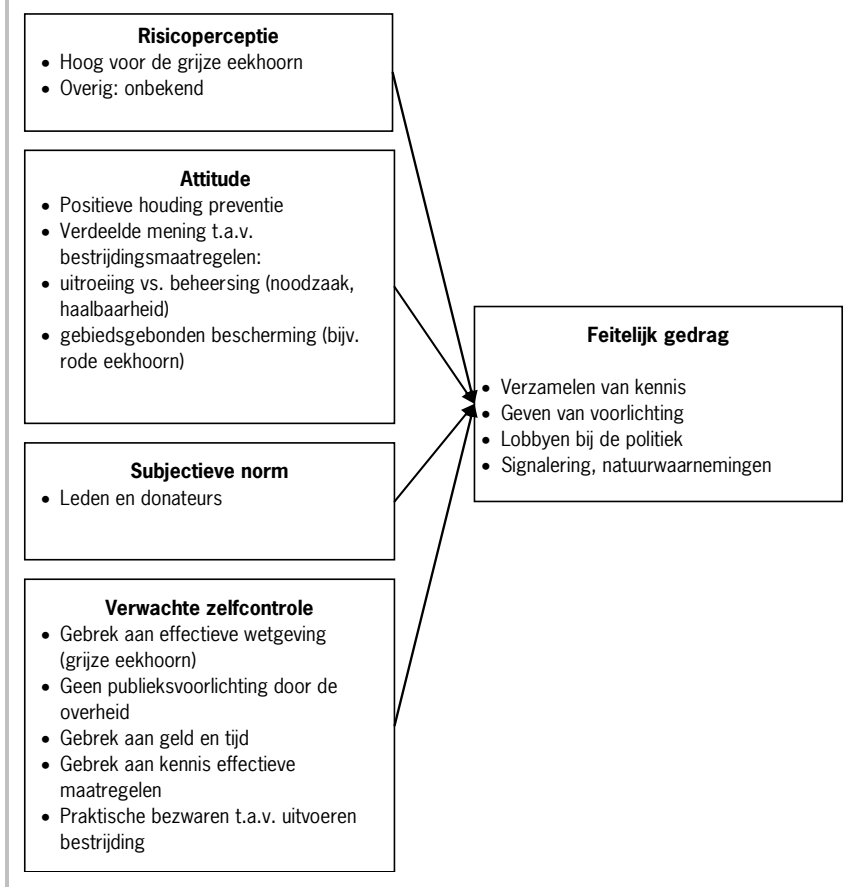 Risicoperceptie
• Hoog voor de grijze eekhoorn
• Overig: onbekend
Attitude
• Positieve houding preventie
• Verdeelde mening t.a.v.
bestrijdingsmaatregelen:
• uitroeiing vs. beheersing (noodzaak,
haalbaarheid)
• gebiedsgebonden bescherming (bijv.
rode eekhoorn)
Subjectieve norm
• Leden en donateurs
Verwachte zelfcontrole
• Gebrek aan effectieve wetgeving
(grijze eekhoorn)
• Geen publieksvoorlichting door de
overheid
• Gebrek aan geld en tijd
• Gebrek aan kennis effectieve
maatregelen
• Praktische bezwaren t.a.v. uitvoeren
bestrijding
Feitelijk gedrag
• Verzamelen van kennis
• Geven van voorlichting
• Lobbyen bij de politiek
• Signalering, natuurwaarnemingen